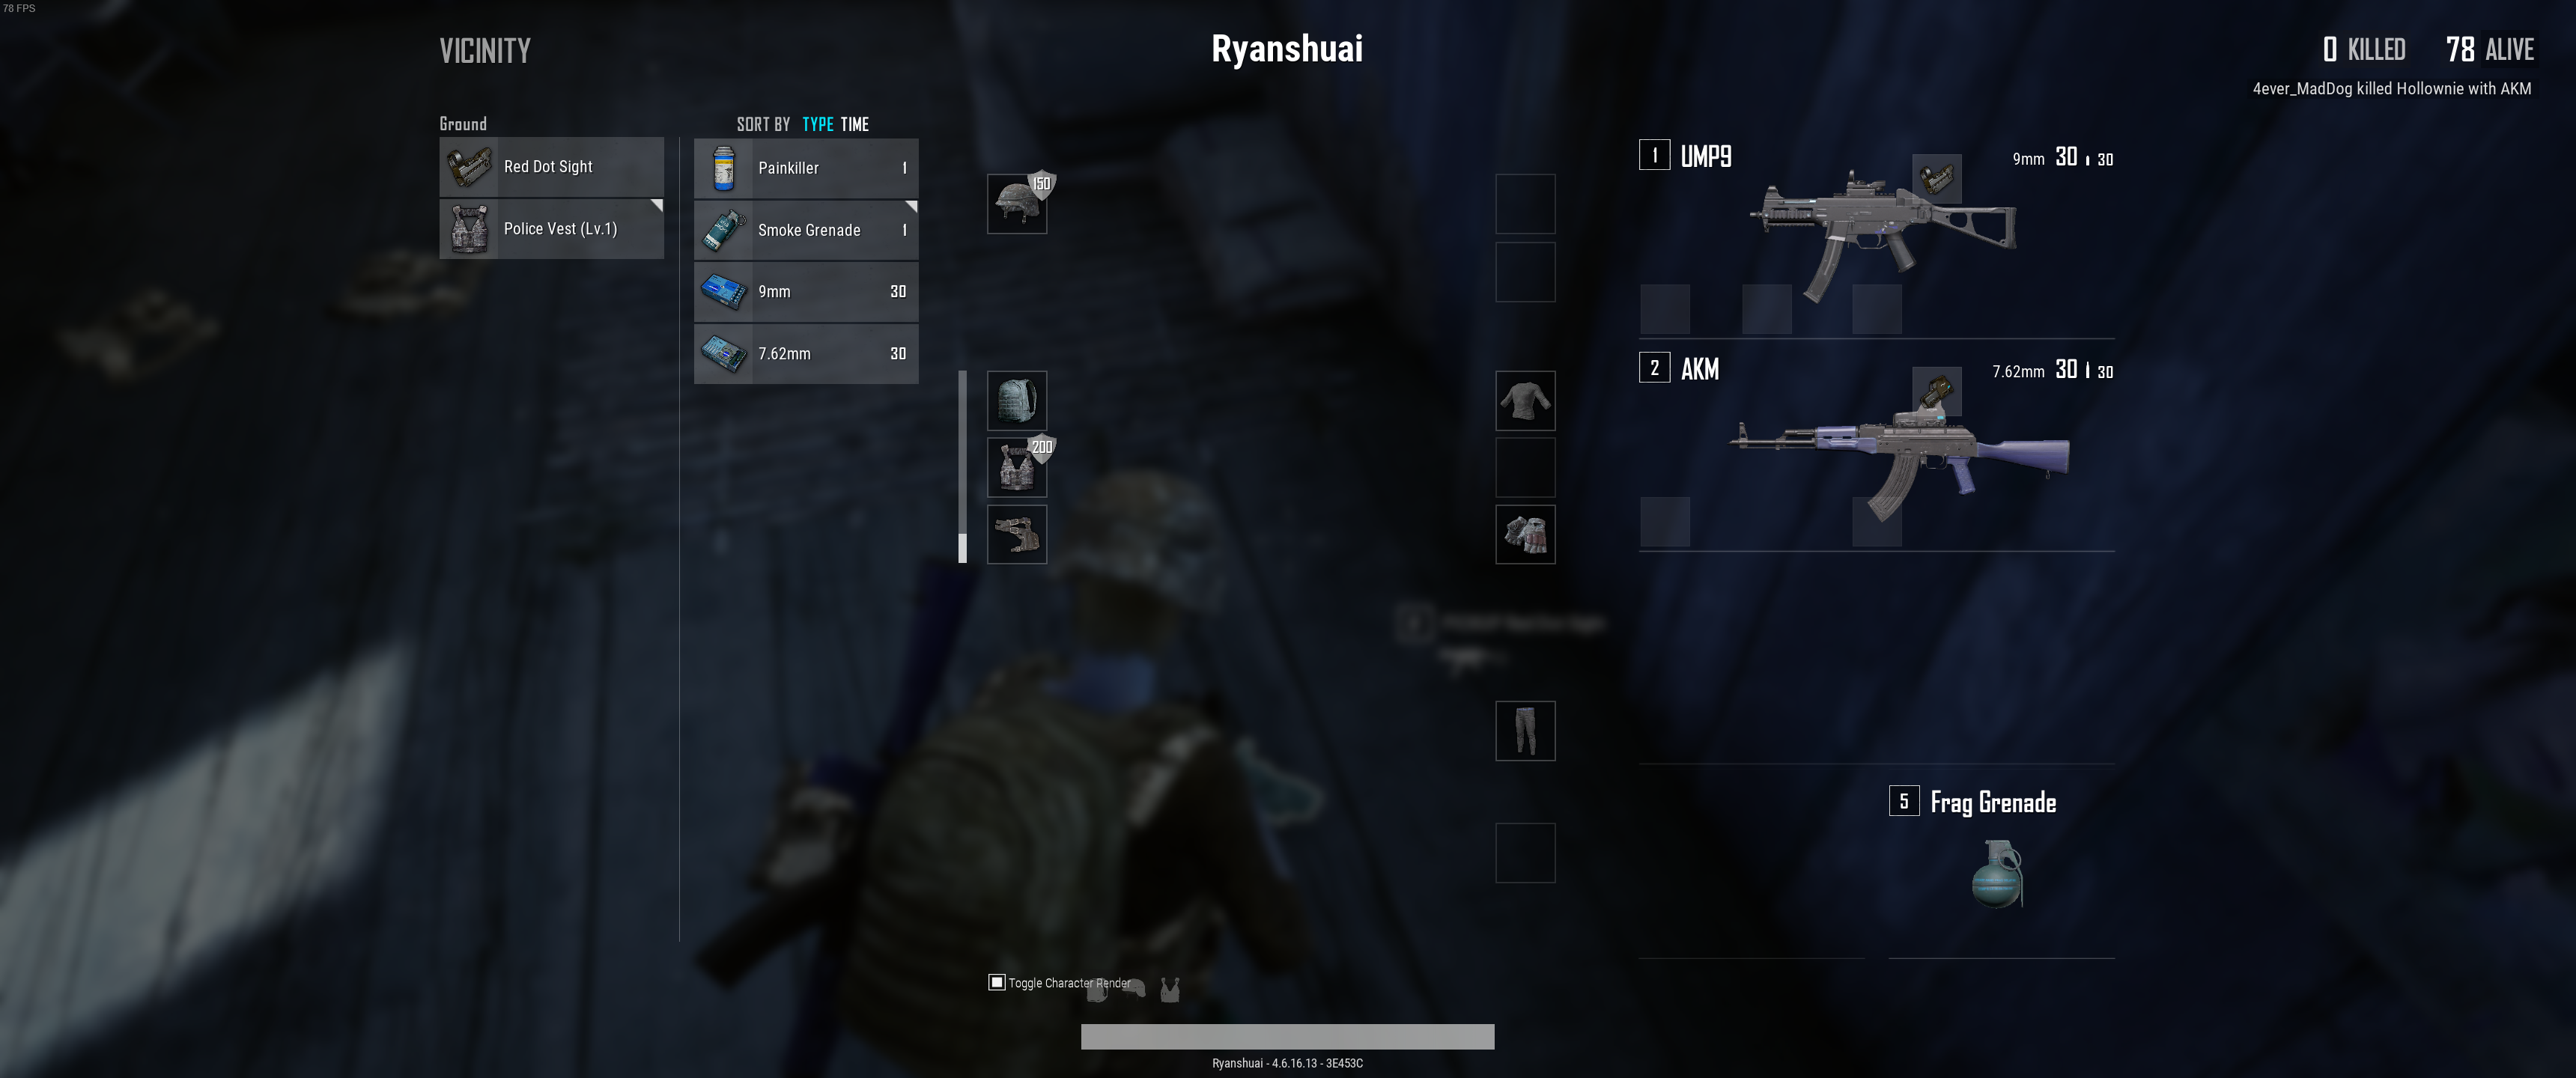 78 FPS
VICINITY
Ryanshuai
0 KILLED 78 ALIVE
4ever_MadDog killed Hollownie with AKM
Ground
SORT BY TYPE TIME
Red Dot Sight
Police Vest (Lv.1)
Painkiller 1
Smoke Grenade 1
9mm 30
7.62mm 30
150
200
1 UMP9 9mm 30 30
2 AKM 7.62mm 30 30
5 Frag Grenade
Toggle Character Render
Ryanshuai - 4.6.16.13 - 3E453C